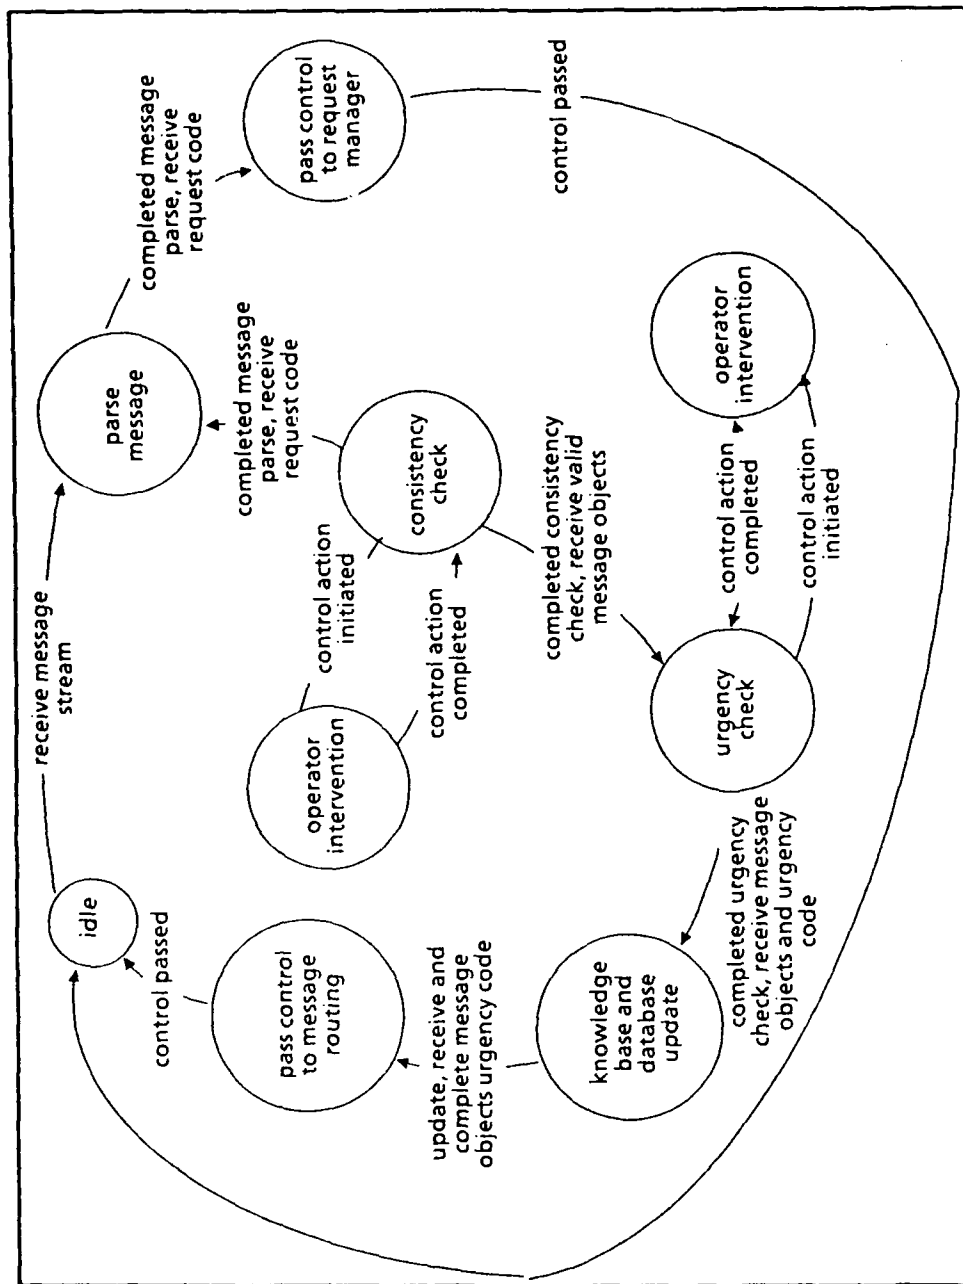 idle
receive message
stream
parse
message
completed message
parse, receive
request code
pass control
to request
manager
control passed
pass control
to message
routing
control passed
operator
intervention
control action
initiated
control action
completed
consistency
check
completed message
parse, receive
request code
completed consistency
check, receive valid
message objects
update, receive and
complete message
objects urgency code
knowledge
base and
database
update
completed urgency
check, receive message
objects and urgency
code
urgency
check
control action
completed
control action
initiated
operator
intervention
control passed